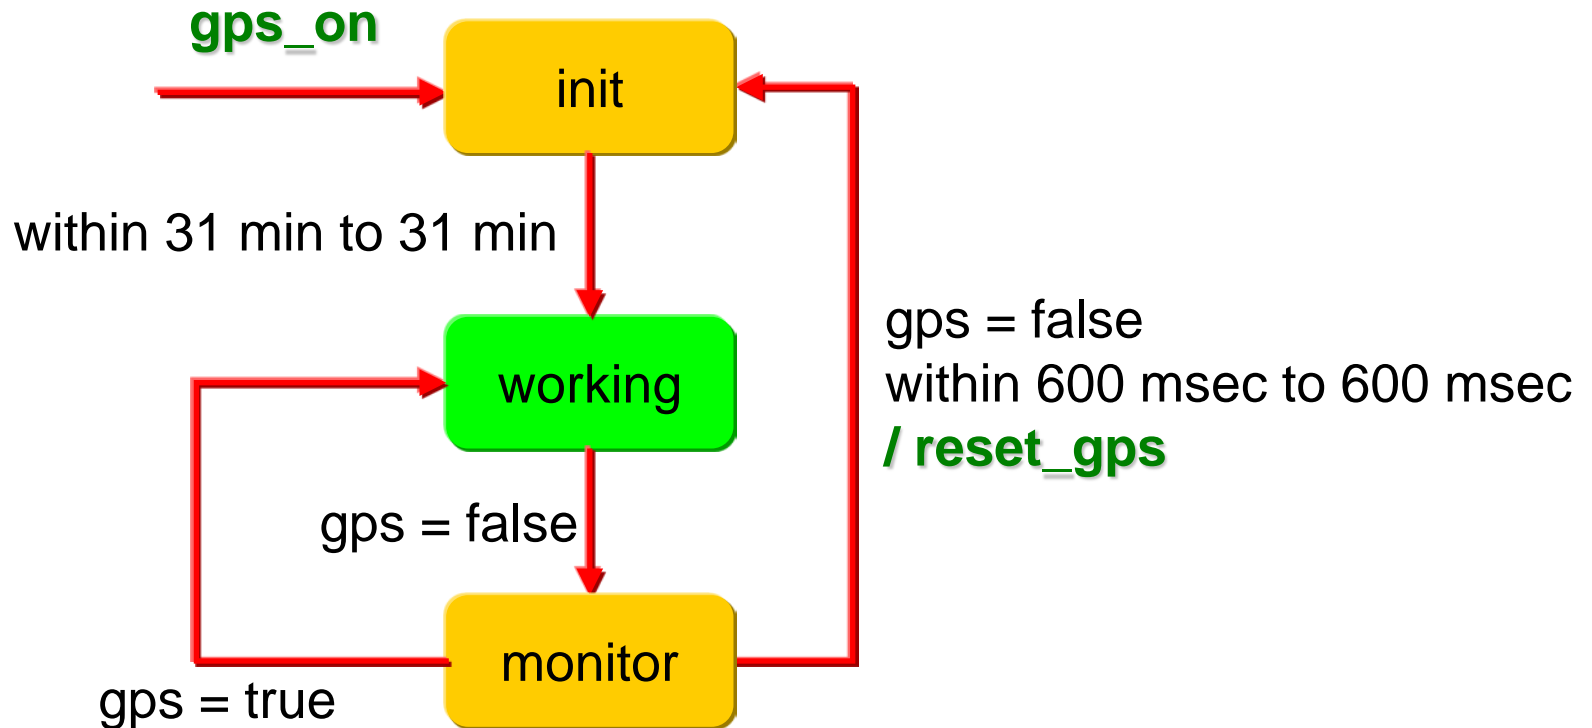 gps_on
init
within 31 min to 31 min
gps = false
within 600 msec to 600 msec
/ reset_gps
working
gps = false
monitor
gps = true